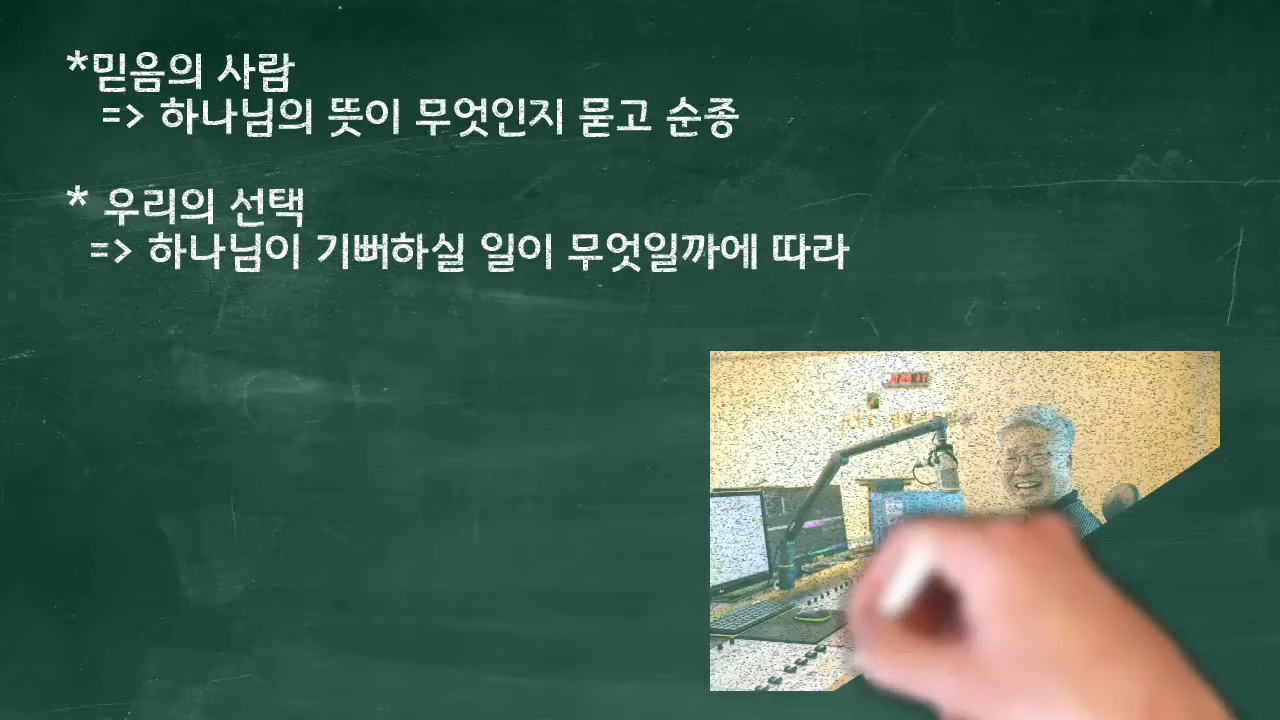 *믿음의 사람
=> 하나님의 뜻이 무엇인지 묻고 순종
* 우리의 선택
=> 하나님이 기뻐하실 일이 무엇일까에 따라